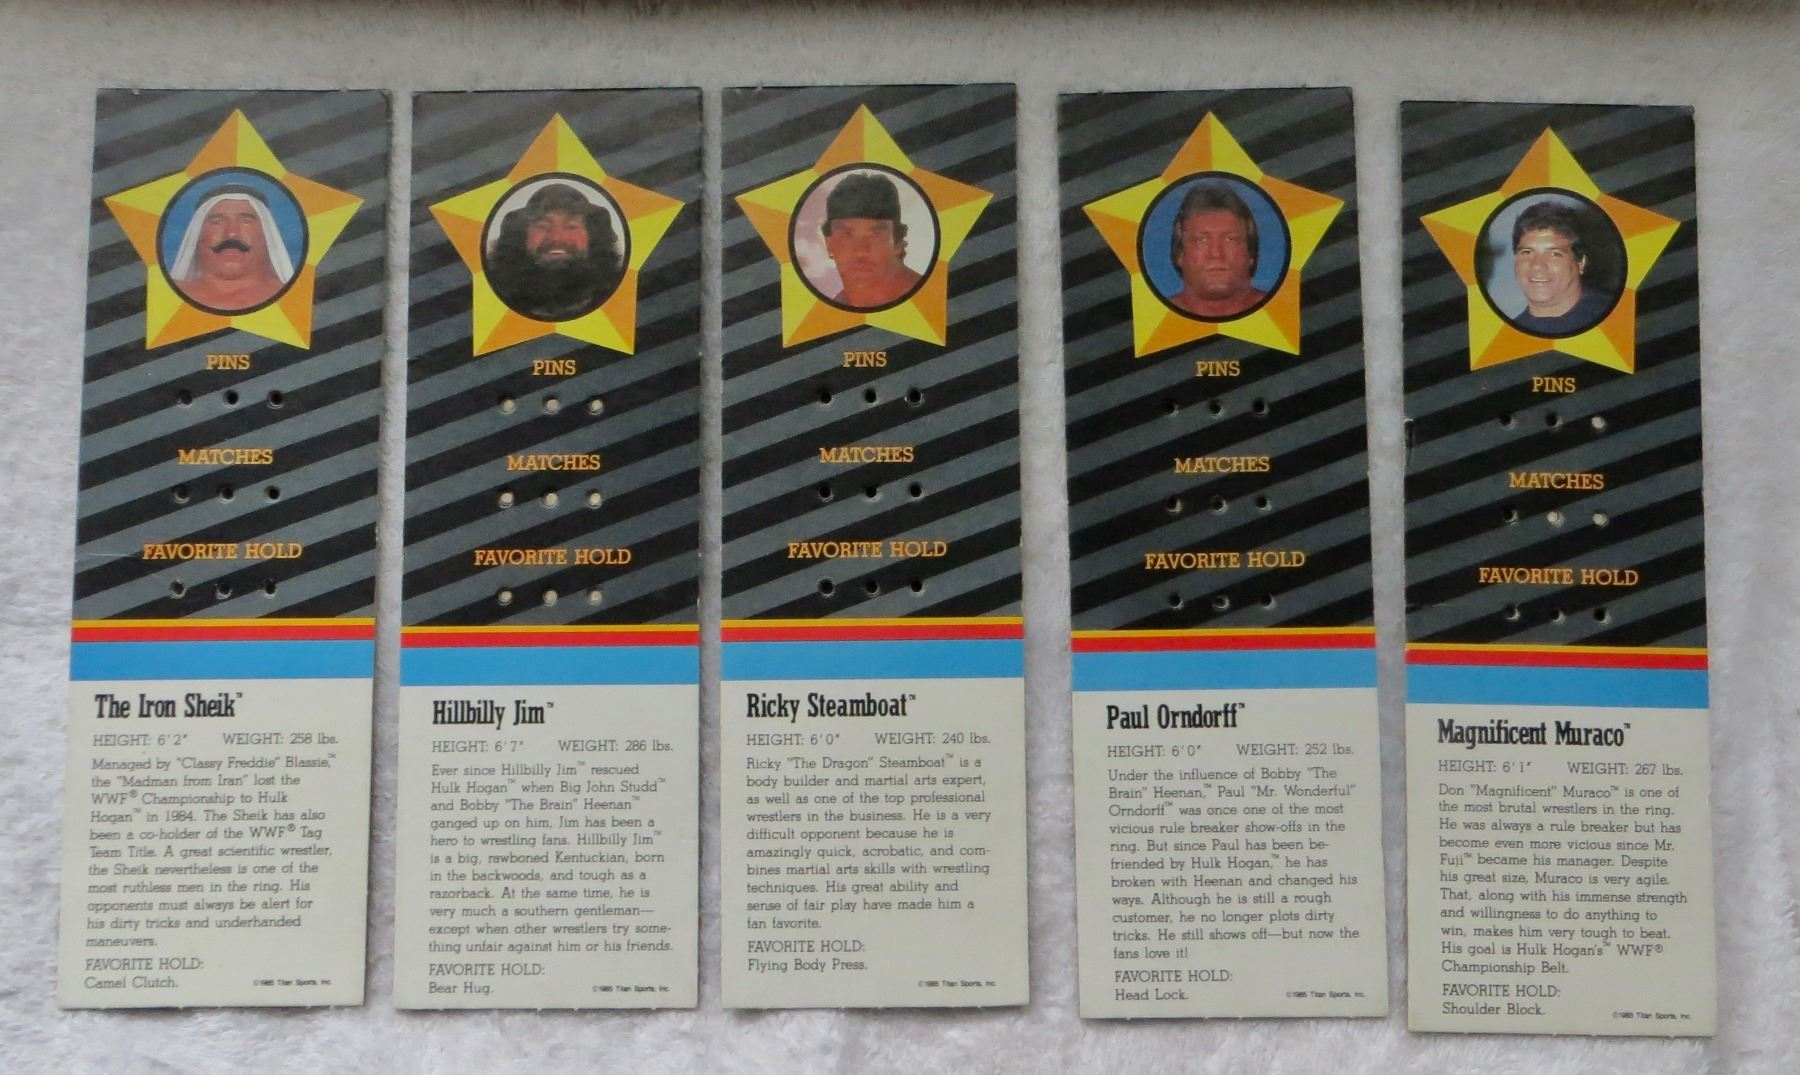 PINS
MATCHES
FAVORITE HOLD
The Iron Sheik™
HEIGHT: 6'2" WEIGHT: 258 lbs.
Managed by "Classy Freddie" Blassie,™
the "Madman from Iran" lost the
WWF® Championship to Hulk
Hogan™ in 1984. The Sheik has also
been a co-holder of the WWF® Tag
Team Title. A great scientific wrestler,
the Sheik nevertheless is one of the
most ruthless men in the ring. His
opponents must always be alert for
his dirty tricks and underhanded
maneuvers.
FAVORITE HOLD:
Camel Clutch.
©1985 Titan Sports, Inc.
PINS
MATCHES
FAVORITE HOLD
Hillbilly Jim™
HEIGHT: 6'7" WEIGHT: 286 lbs.
Ever since Hillbilly Jim™ rescued
Hulk Hogan™ when Big John Studd™
and Bobby "The Brain" Heenan™
ganged up on him, Jim has been a
hero to wrestling fans. Hillbilly Jim™
is a big, rawboned Kentuckian, born
in the backwoods, and tough as a
razorback. At the same time, he is
very much a southern gentleman—
except when other wrestlers try some-
thing unfair against him or his friends.
FAVORITE HOLD:
Bear Hug.
©1985 Titan Sports, Inc.
PINS
MATCHES
FAVORITE HOLD
Ricky Steamboat™
HEIGHT: 6'0" WEIGHT: 240 lbs.
Ricky "The Dragon" Steamboat™ is a
body builder and martial arts expert,
as well as one of the top professional
wrestlers in the business. He is a very
difficult opponent because he is
amazingly quick, acrobatic, and com-
bines martial arts skills with wrestling
techniques. His great ability and
sense of fair play have made him a
fan favorite.
FAVORITE HOLD:
Flying Body Press.
©1985 Titan Sports, Inc.
PINS
MATCHES
FAVORITE HOLD
Paul Orndorff™
HEIGHT: 6'0" WEIGHT: 252 lbs.
Under the influence of Bobby "The
Brain" Heenan,™ Paul "Mr. Wonderful"
Orndorff™ was once one of the most
vicious rule breaker show-offs in the
ring. But since Paul has been be-
friended by Hulk Hogan,™ he has
broken with Heenan and changed his
ways. Although he is still a rough
customer, he no longer plots dirty
tricks. He still shows off—but now the
fans love it!
FAVORITE HOLD:
Head Lock.
©1985 Titan Sports, Inc.
PINS
MATCHES
FAVORITE HOLD
Magnificent Muraco™
HEIGHT: 6'1" WEIGHT: 267 lbs.
Don "Magnificent" Muraco™ is one of
the most brutal wrestlers in the ring.
He was always a rule breaker but has
become even more vicious since Mr.
Fuji™ became his manager. Despite
his great size, Muraco is very agile.
That, along with his immense strength
and willingness to do anything to
win, makes him very tough to beat.
His goal is Hulk Hogan's™ WWF®
Championship Belt.
FAVORITE HOLD:
Shoulder Block.
©1985 Titan Sports, Inc.